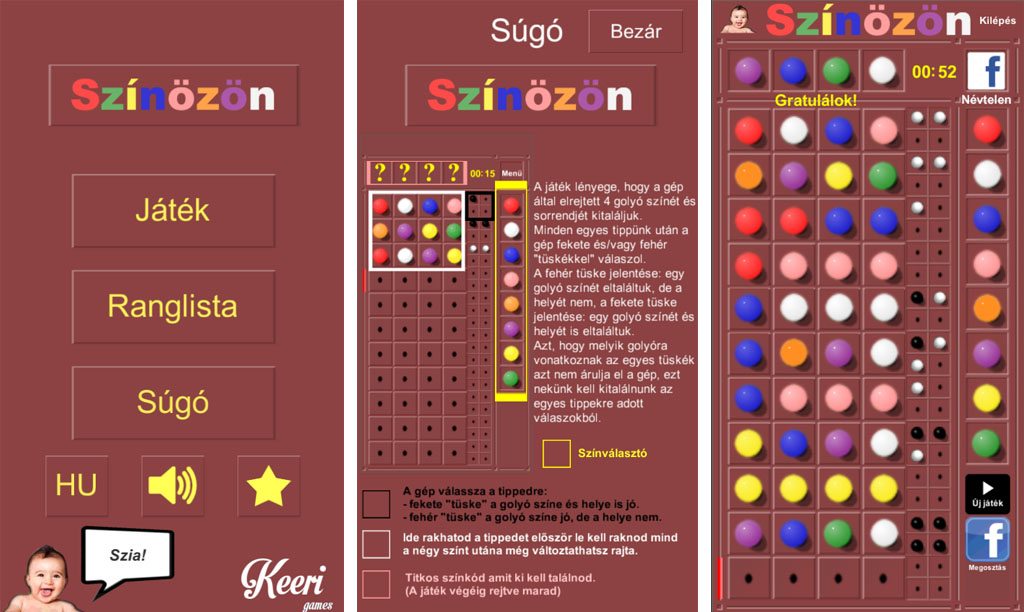 Színözön
Játék
Ranglista
Súgó
HU
Szia!
Keeri
games
Súgó
Bezár
Színözön
? ? ? ?
00:15
Menü
A játék lényege, hogy a gép
által elrejtett 4 golyó színét és
sorrendjét kitaláljuk.
Minden egyes tippünk után a
gép fekete és/vagy fehér
"tüskékkel" válaszol.
A fehér tüske jelentése: egy
golyó színét eltaláltuk, de a
helyét nem, a fekete tüske
jelentése: egy golyó színét és
helyét is eltaláltuk.
Azt, hogy melyik golyóra
vonatkoznak az egyes tüskék
azt nem árulja el a gép, ezt
nekünk kell kitalálnunk az
egyes tippekre adott
válaszokból.
Színválasztó
A gép válassza a tippedre:
- fekete "tüske" a golyó színe és helye is jó.
- fehér "tüske" a golyó színe jó, de a helye nem.
Ide rakhatod a tippedet először le kell raknod mind
a négy színt utána még változtathatsz rajta.
Titkos színkód amit ki kell találnod.
(A játék végéig rejtve marad)
Színözön
Kilépés
00:52
f
Gratulálok!
Névtelen
Új játék
f
Megosztás